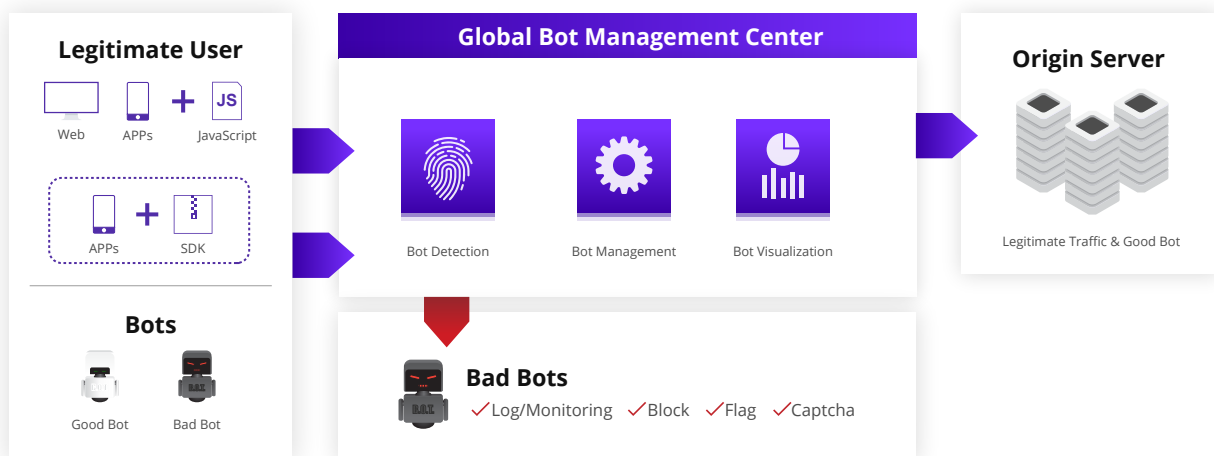 Legitimate User
JS
Web
APPs
JavaScript
APPs
SDK
Bots
B.O.T.
Good Bot
Bad Bot
Global Bot Management Center
Bot Detection
Bot Management
Bot Visualization
B.O.T.
Bad Bots
Log/Monitoring Block Flag Captcha
Origin Server
Legitimate Traffic & Good Bot